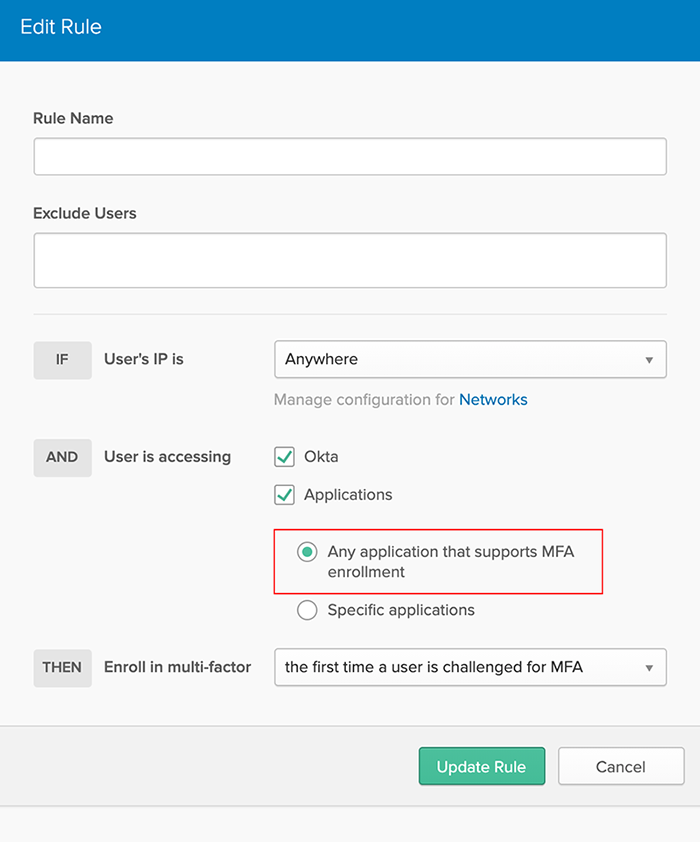 Edit Rule
Rule Name
Exclude Users
IF User's IP is Anywhere
Manage configuration for Networks
AND User is accessing Okta
Applications
Any application that supports MFA
enrollment
Specific applications
THEN Enroll in multi-factor the first time a user is challenged for MFA
Update Rule Cancel